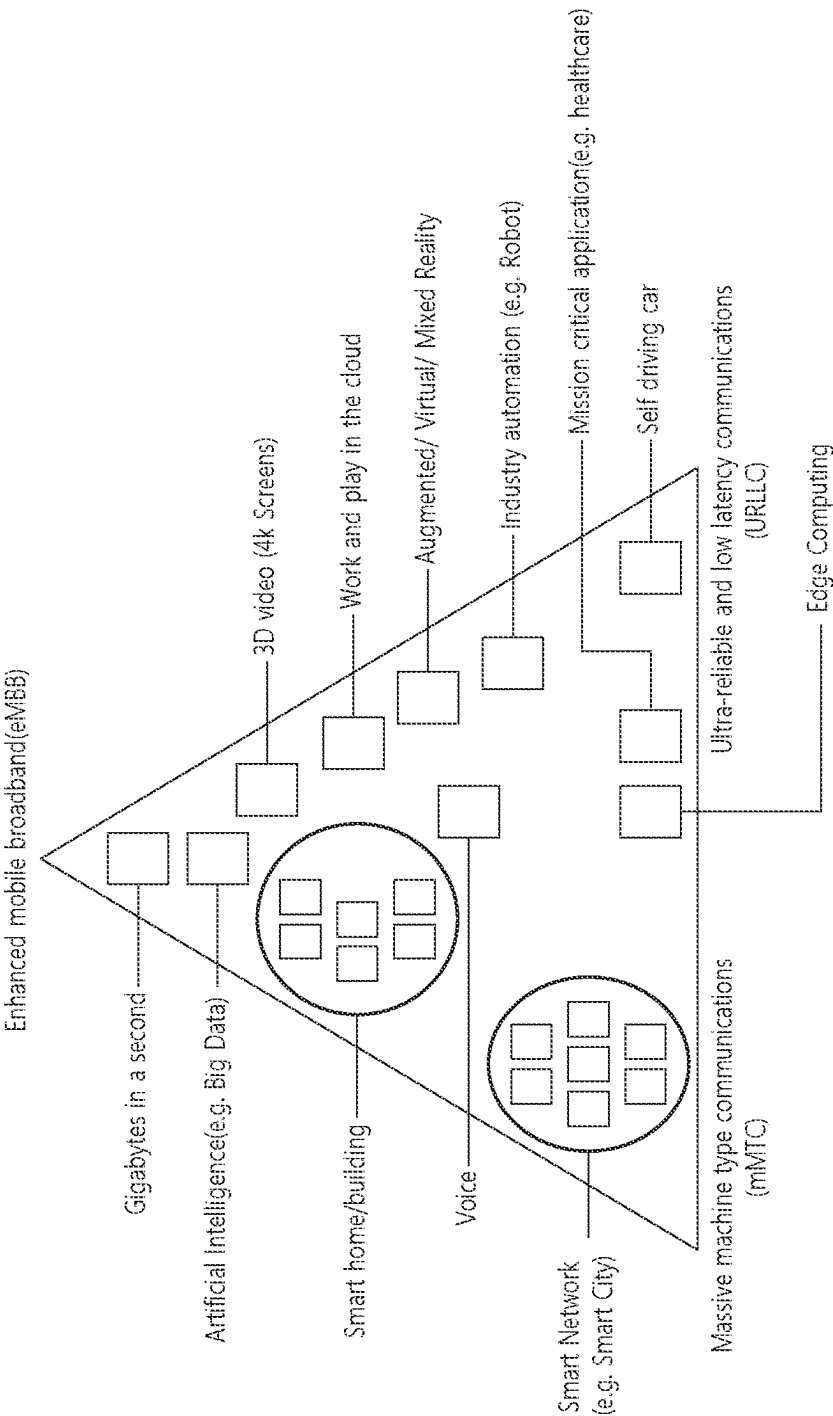 Enhanced mobile broadband(eMBB)
Gigabytes in a second
Artificial Intelligence(e.g. Big Data)
3D video (4k Screens)
Smart home/building
Work and play in the cloud
Augmented/ Virtual/ Mixed Reality
Voice
Industry automation (e.g. Robot)
Mission critical application(e.g. healthcare)
Smart Network
(e.g. Smart City)
Self driving car
Massive machine type communications
(mMTC)
Ultra-reliable and low latency communications
(URLLC)
Edge Computing